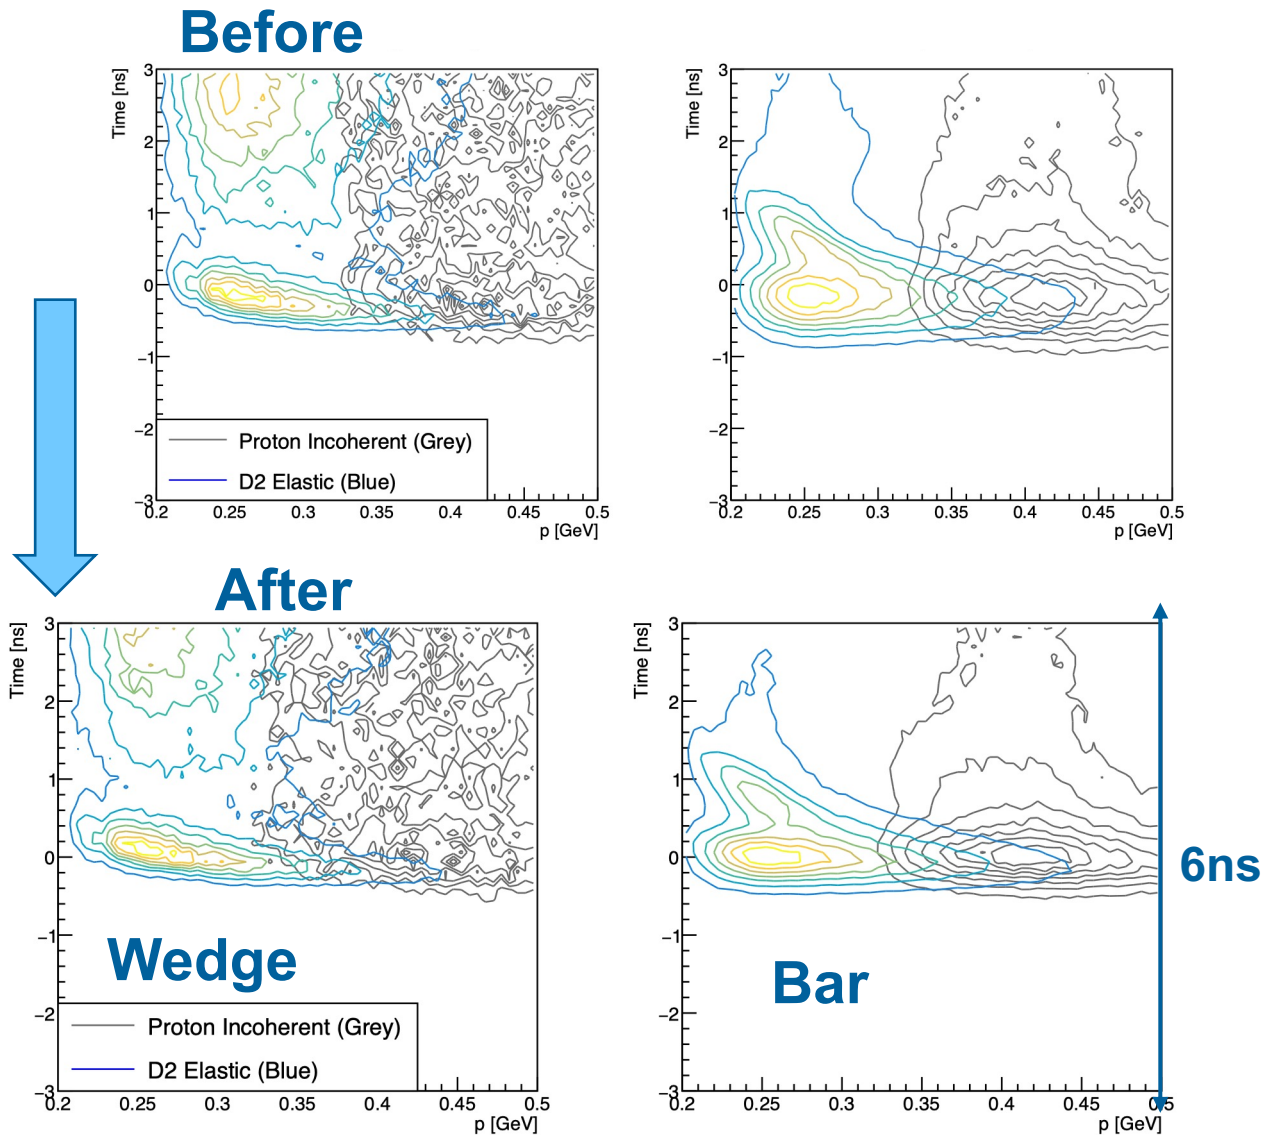 Before
Time [ns]
3
2
1
0
−1
−2
−3
0.2 0.25 0.3 0.35 0.4 0.45 0.5
p [GeV]
Proton Incoherent (Grey)
D2 Elastic (Blue)
Time [ns]
3
2
1
0
−1
−2
−3
0.2 0.25 0.3 0.35 0.4 0.45 0.5
p [GeV]
After
Time [ns]
3
2
1
0
−1
−2
−3
0.2 0.25 0.3 0.35 0.4 0.45 0.5
p [GeV]
Wedge
Proton Incoherent (Grey)
D2 Elastic (Blue)
Time [ns]
3
2
1
0
−1
−2
−3
0.2 0.25 0.3 0.35 0.4 0.45 0.5
p [GeV]
Bar
6ns